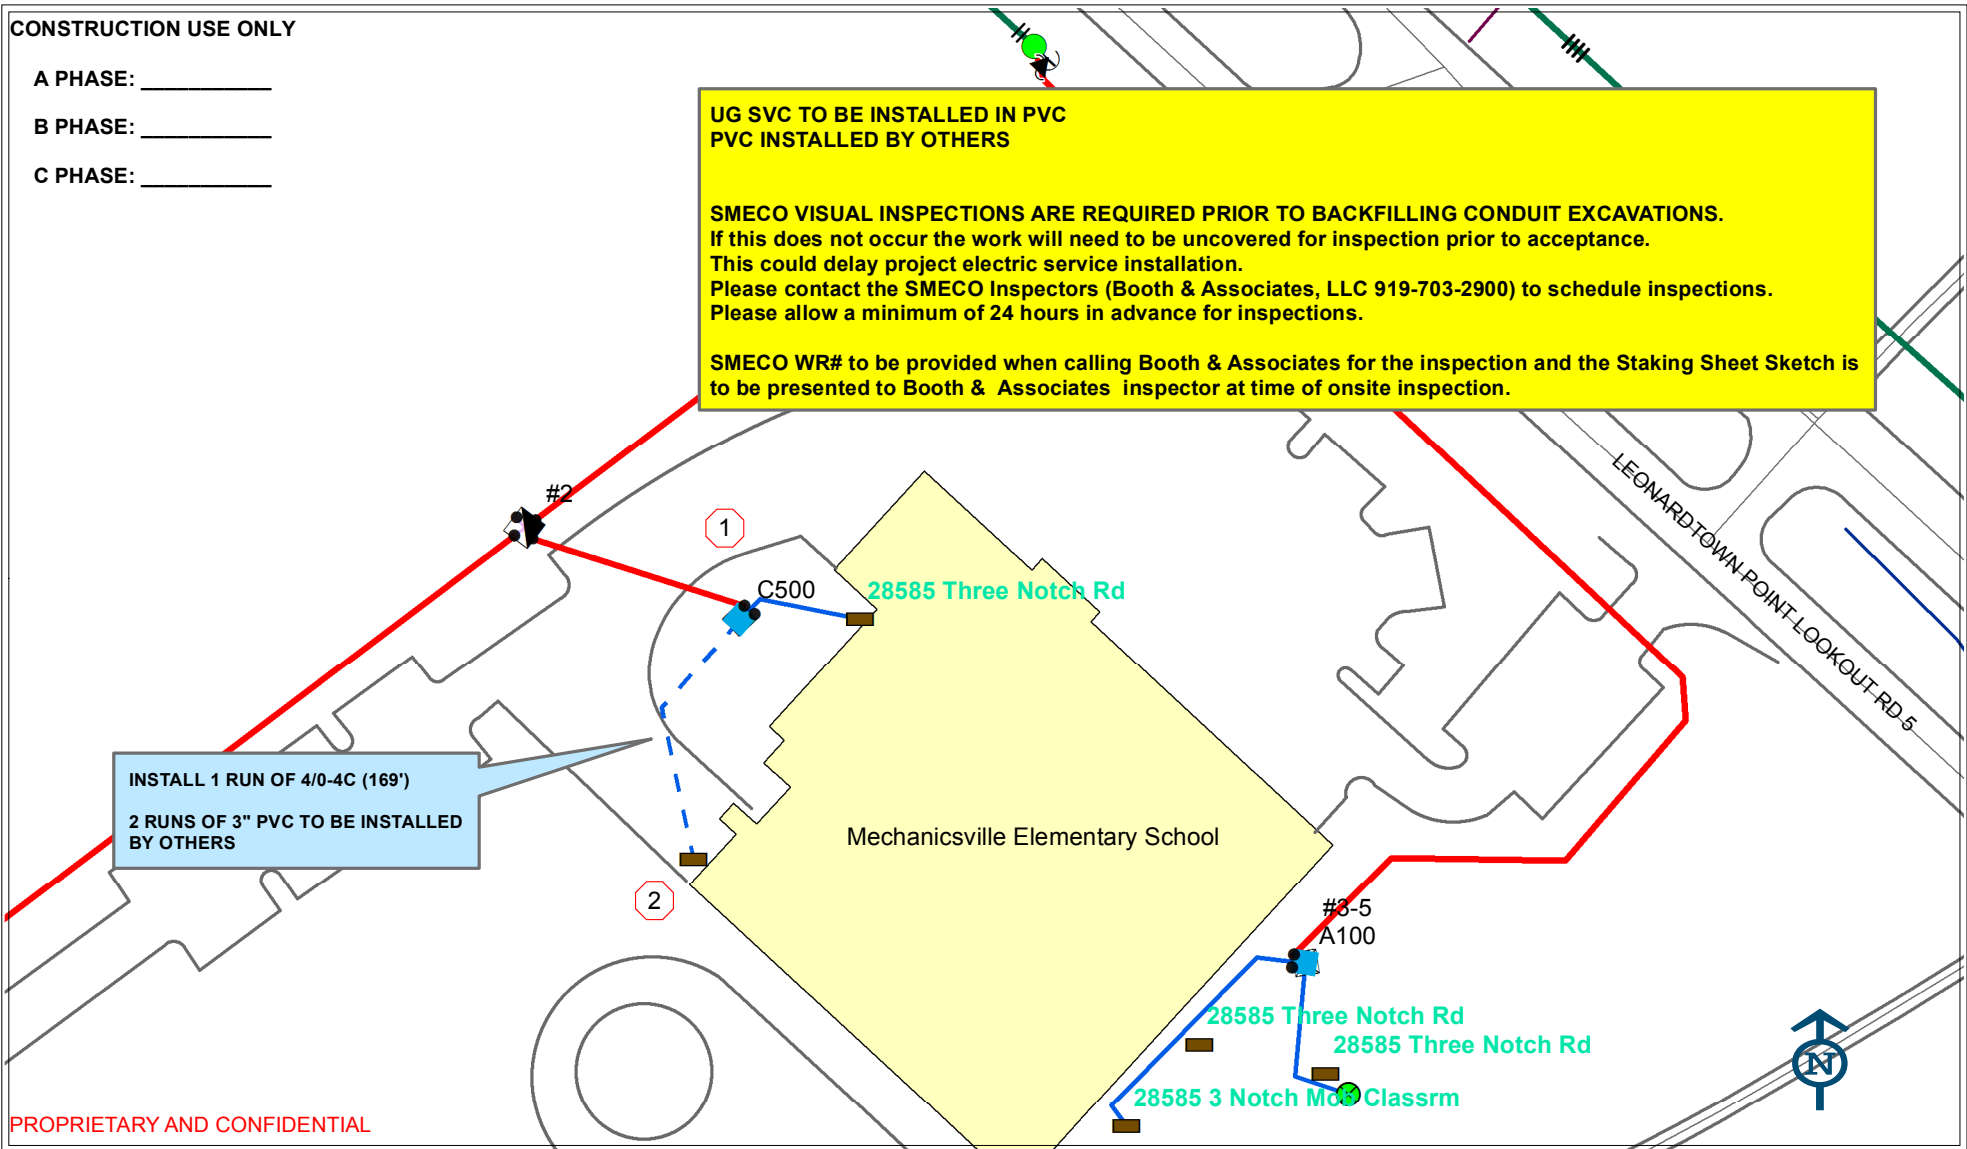 CONSTRUCTION USE ONLY
A PHASE: ___________
B PHASE: ___________
C PHASE: ___________
UG SVC TO BE INSTALLED IN PVC
PVC INSTALLED BY OTHERS
SMECO VISUAL INSPECTIONS ARE REQUIRED PRIOR TO BACKFILLING CONDUIT EXCAVATIONS.
If this does not occur the work will need to be uncovered for inspection prior to acceptance.
This could delay project electric service installation.
Please contact the SMECO Inspectors (Booth & Associates, LLC 919-703-2900) to schedule inspections.
Please allow a minimum of 24 hours in advance for inspections.
SMECO WR# to be provided when calling Booth & Associates for the inspection and the Staking Sheet Sketch is
to be presented to Booth & Associates inspector at time of onsite inspection.
LEONARDTOWN POINT LOOKOUT RD 5
#2
1
C500
28585 Three Notch Rd
INSTALL 1 RUN OF 4/0-4C (169')
2 RUNS OF 3" PVC TO BE INSTALLED
BY OTHERS
Mechanicsville Elementary School
2
#3-5
A100
28585 Three Notch Rd
28585 Three Notch Rd
28585 3 Notch Mob Classrm
N
PROPRIETARY AND CONFIDENTIAL